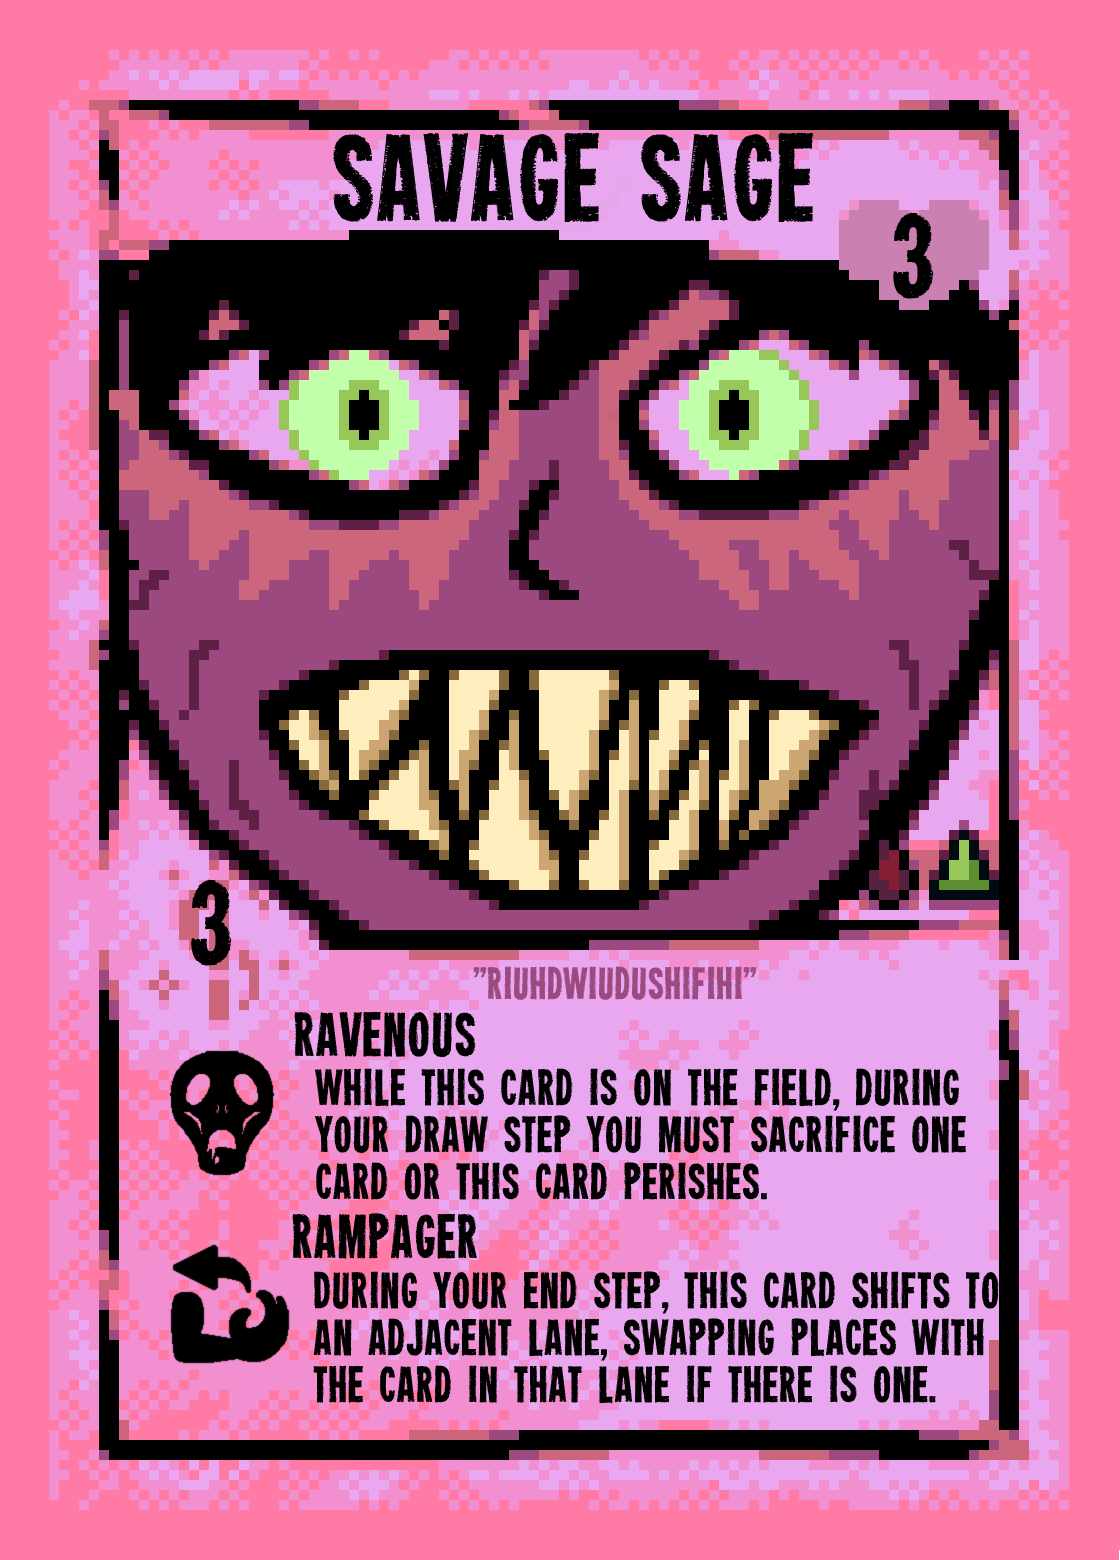 SAVAGE SAGE
3
3
"RIUHDWIUDUSHIFIHI"
RAVENOUS
WHILE THIS CARD IS ON THE FIELD, DURING
YOUR DRAW STEP YOU MUST SACRIFICE ONE
CARD OR THIS CARD PERISHES.
RAMPAGER
DURING YOUR END STEP, THIS CARD SHIFTS TO
AN ADJACENT LANE, SWAPPING PLACES WITH
THE CARD IN THAT LANE IF THERE IS ONE.